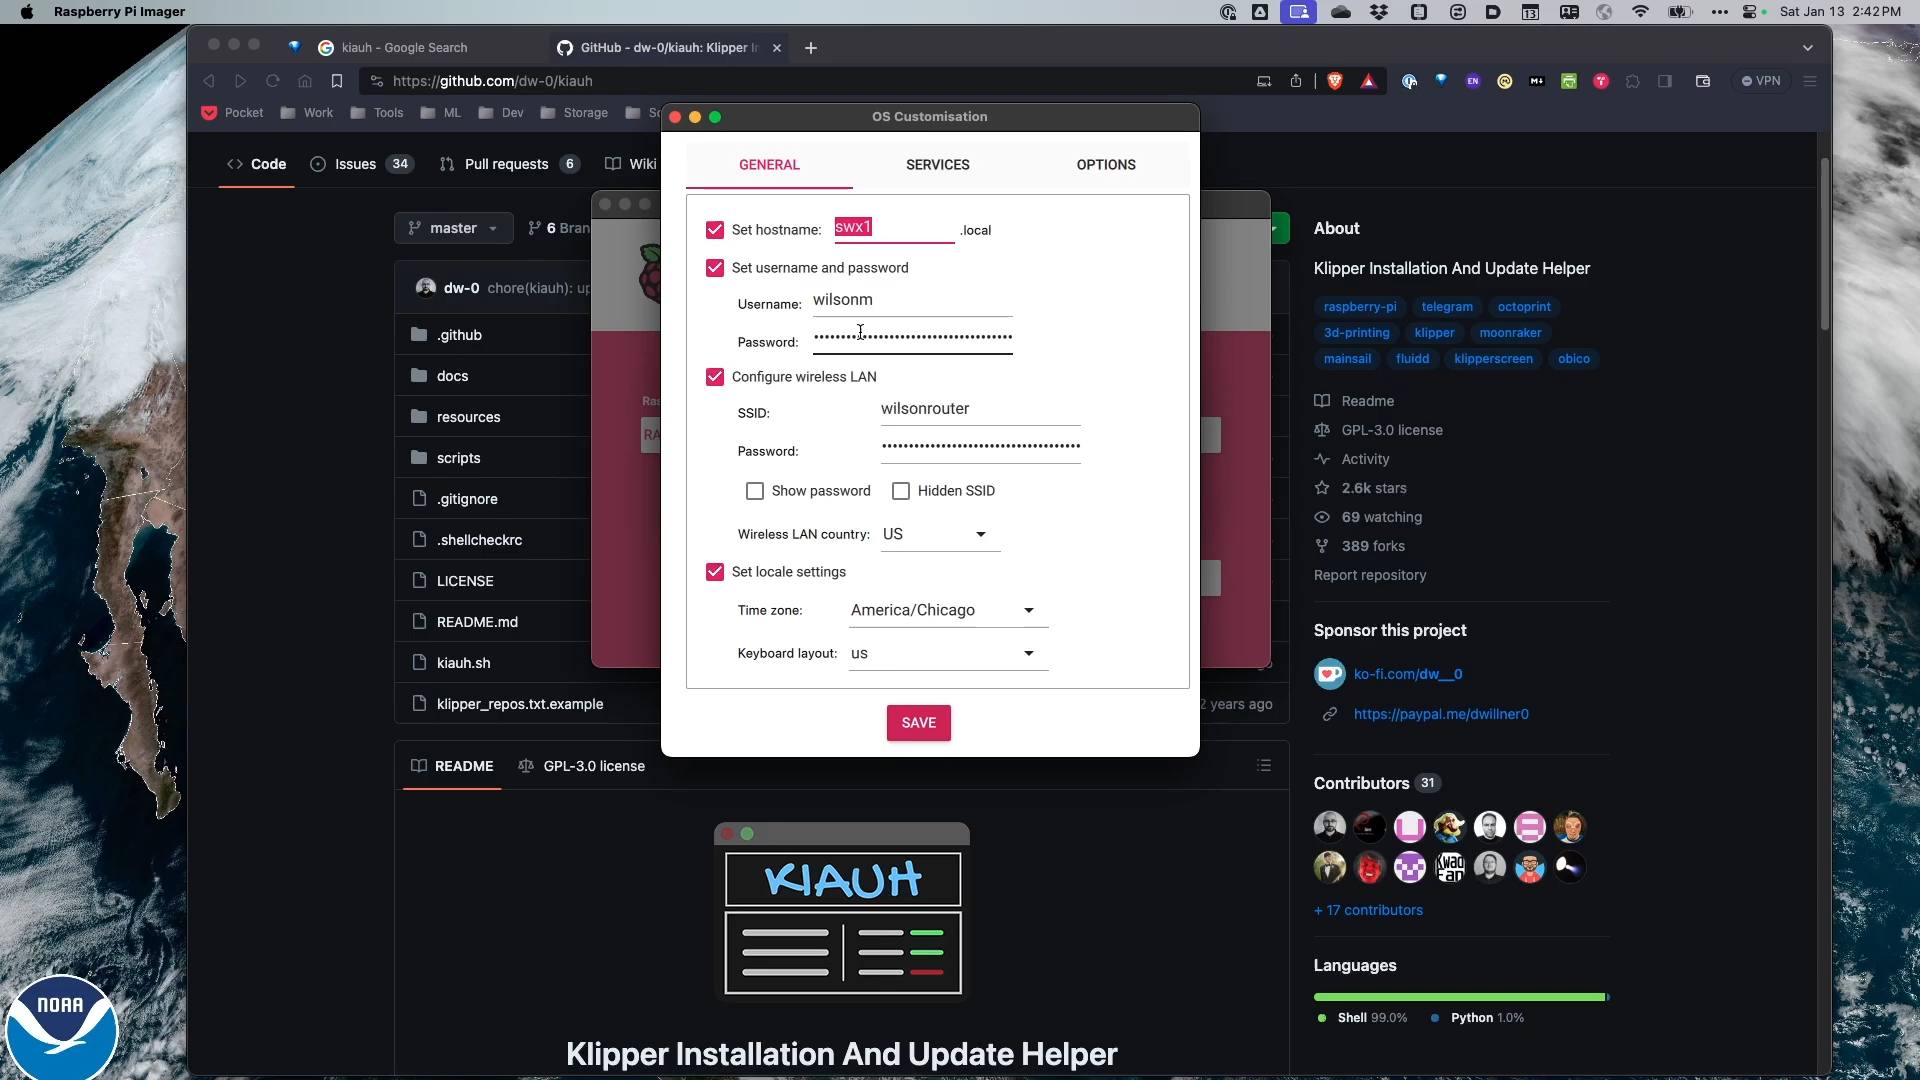 Raspberry Pi Imager
13
Sat Jan 13 2:42 PM
kiauh - Google Search
GitHub - dw-0/kiauh: Klipper In
https://github.com/dw-0/kiauh
EN
VPN
Pocket
Work
Tools
ML
Dev
Storage
OS Customisation
Code
Issues 34
Pull requests 6
Wiki
GENERAL
SERVICES
OPTIONS
master
6 Bran
Set hostname: swx1 .local
About
Set username and password
Klipper Installation And Update Helper
dw-0 chore(kiauh): up
Username: wilsonm
raspberry-pi telegram octoprint
.github
Password: ••••••••••••••••••••••••••••••••••••
3d-printing klipper moonraker
mainsail fluidd klipperscreen obico
docs
Configure wireless LAN
Readme
resources
SSID: wilsonrouter
GPL-3.0 license
Ras
RA
scripts
Password: ••••••••••••••••••••••••••••••••••••
Activity
.gitignore
Show password Hidden SSID
2.6k stars
69 watching
.shellcheckrc
Wireless LAN country: US
389 forks
LICENSE
Set locale settings
Report repository
README.md
Time zone: America/Chicago
Sponsor this project
kiauh.sh
Keyboard layout: us
ko-fi.com/dw__0
klipper_repos.txt.example
2 years ago
https://paypal.me/dwillner0
SAVE
README
GPL-3.0 license
Contributors 31
KIAUH
KWAD
FAN
+ 17 contributors
Languages
NOAA
Shell 99.0% Python 1.0%
Klipper Installation And Update Helper